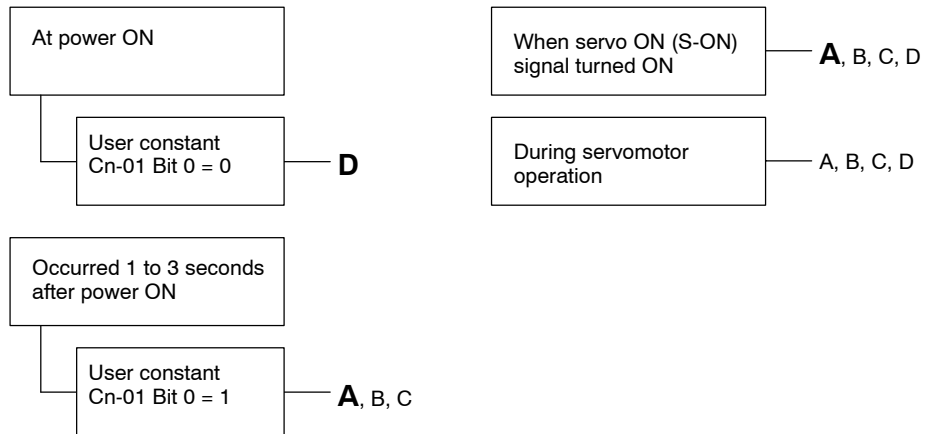 At power ON
User constant
Cn-01 Bit 0 = 0
D
Occurred 1 to 3 seconds
after power ON
User constant
Cn-01 Bit 0 = 1
A, B, C
When servo ON (S-ON)
signal turned ON
A, B, C, D
During servomotor
operation
A, B, C, D